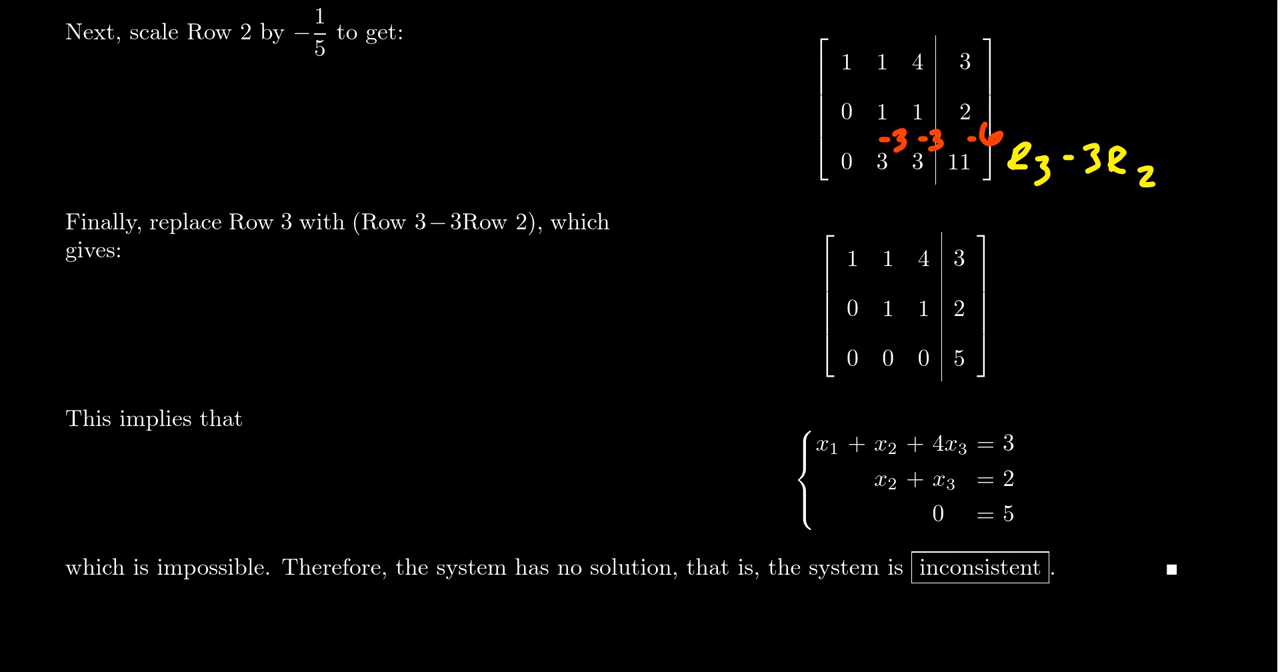 Next, scale Row 2 by −1/5 to get:
1 1 4 3
0 1 1 2
-3 -3 -6
0 3 3 11
R3 - 3R2
Finally, replace Row 3 with (Row 3 − 3Row 2), which
gives:
1 1 4 3
0 1 1 2
0 0 0 5
This implies that
x₁ + x₂ + 4x₃ = 3
x₂ + x₃ = 2
0 = 5
which is impossible. Therefore, the system has no solution, that is, the system is inconsistent.